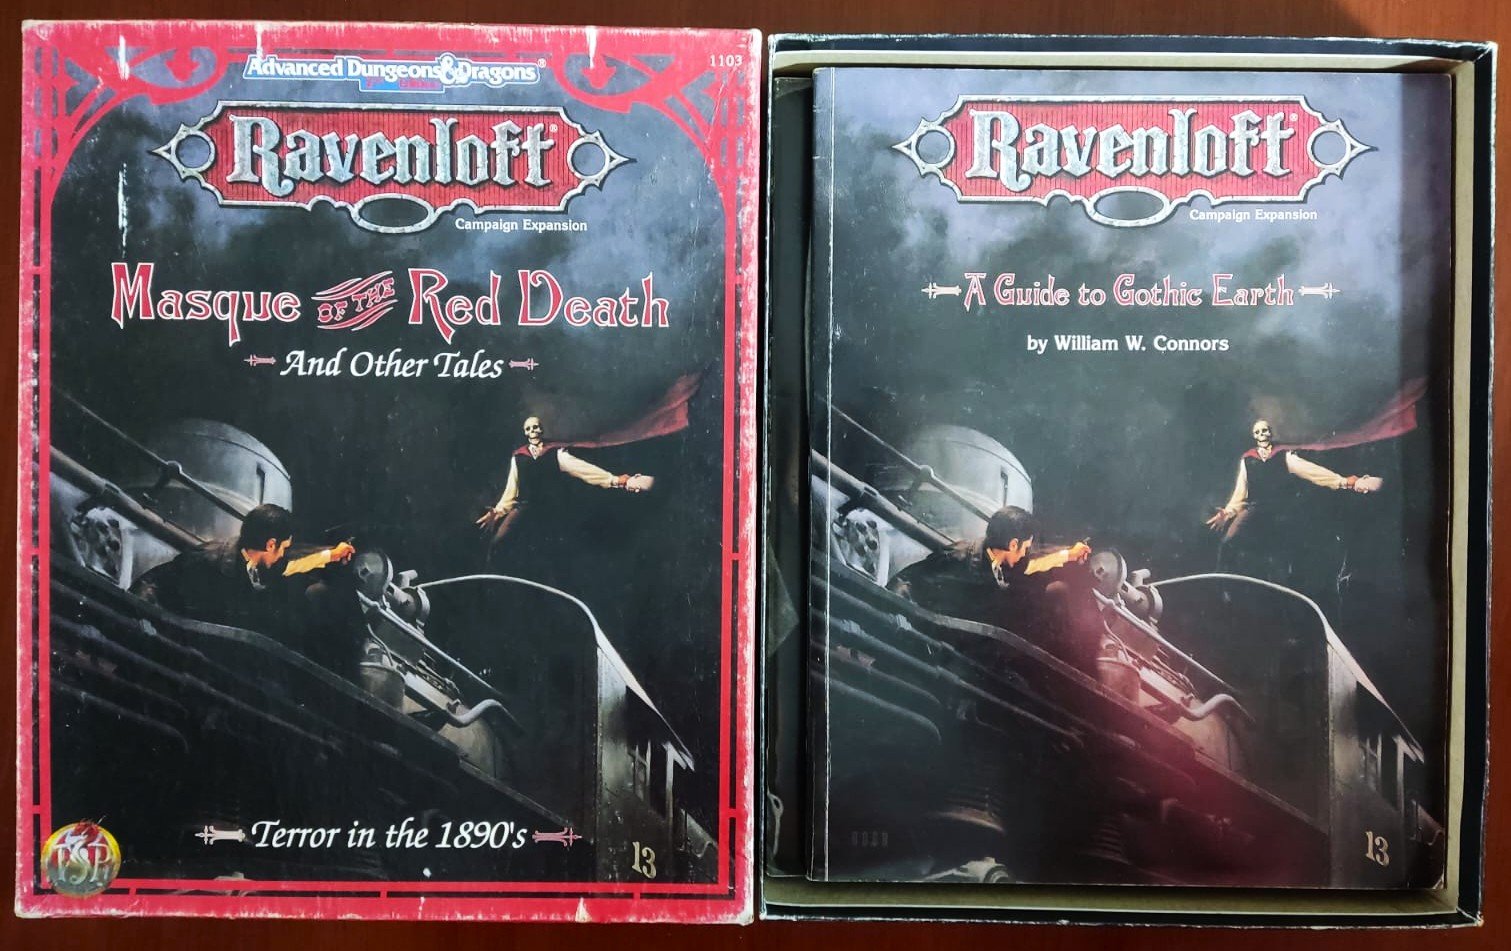 1103
Advanced Dungeons & Dragons®
Ravenloft®
Campaign Expansion
Masque OF THE Red Death
And Other Tales
Terror in the 1890's
TSR
13
Ravenloft®
Campaign Expansion
A Guide to Gothic Earth
by William W. Connors
13